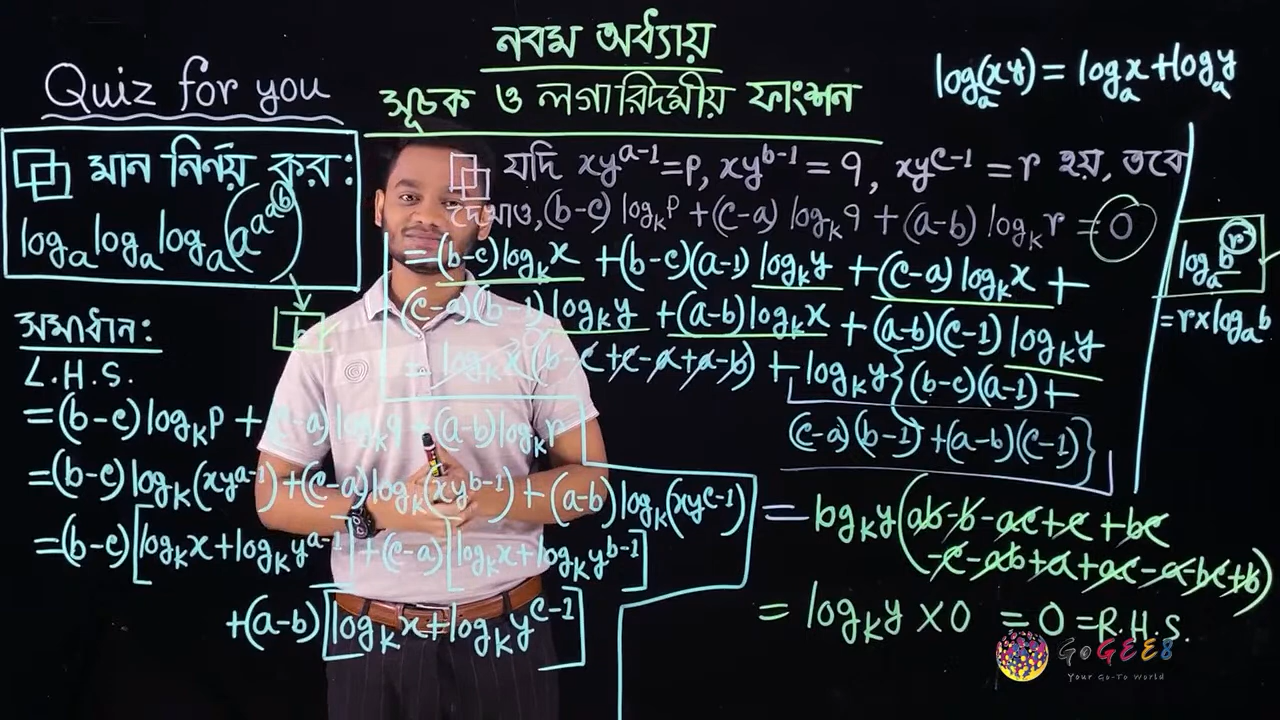 নবম অধ্যায়
সূচক ও লগারিদমীয় ফাংশন
logₐ(xy) = logₐx + logₐy
Quiz for you
মান নির্ণয় কর:
logₐ logₐ logₐ(a^a^a^b)
b
যদি xy^(a-1) = p, xy^(b-1) = q, xy^(c-1) = r হয়, তবে
দেখাও, (b-c) logₖp + (c-a) logₖq + (a-b) logₖr = 0
সমাধান:
L.H.S.
= (b-c) logₖp + (c-a) logₖq + (a-b) logₖr
= (b-c) logₖ(xy^(a-1)) + (c-a) logₖ(xy^(b-1)) + (a-b) logₖ(xy^(c-1))
= (b-c) [logₖx + logₖy^(a-1)] + (c-a) [logₖx + logₖy^(b-1)]
+ (a-b) [logₖx + logₖy^(c-1)]
= (b-c) logₖx + (b-c)(a-1) logₖy + (c-a) logₖx +
(c-a)(b-1) logₖy + (a-b) logₖx + (a-b)(c-1) logₖy
= logₖx (b-c+c-a+a-b) + logₖy {(b-c)(a-1) +
(c-a)(b-1) + (a-b)(c-1)}
= logₖy (ab-b-ac+c+bc
-c-ab+a+ac-a-bc+b)
= logₖy × 0 = 0 = R.H.S.
logₐb^r
= r × logₐb
GOGEE8
Your Go-To World